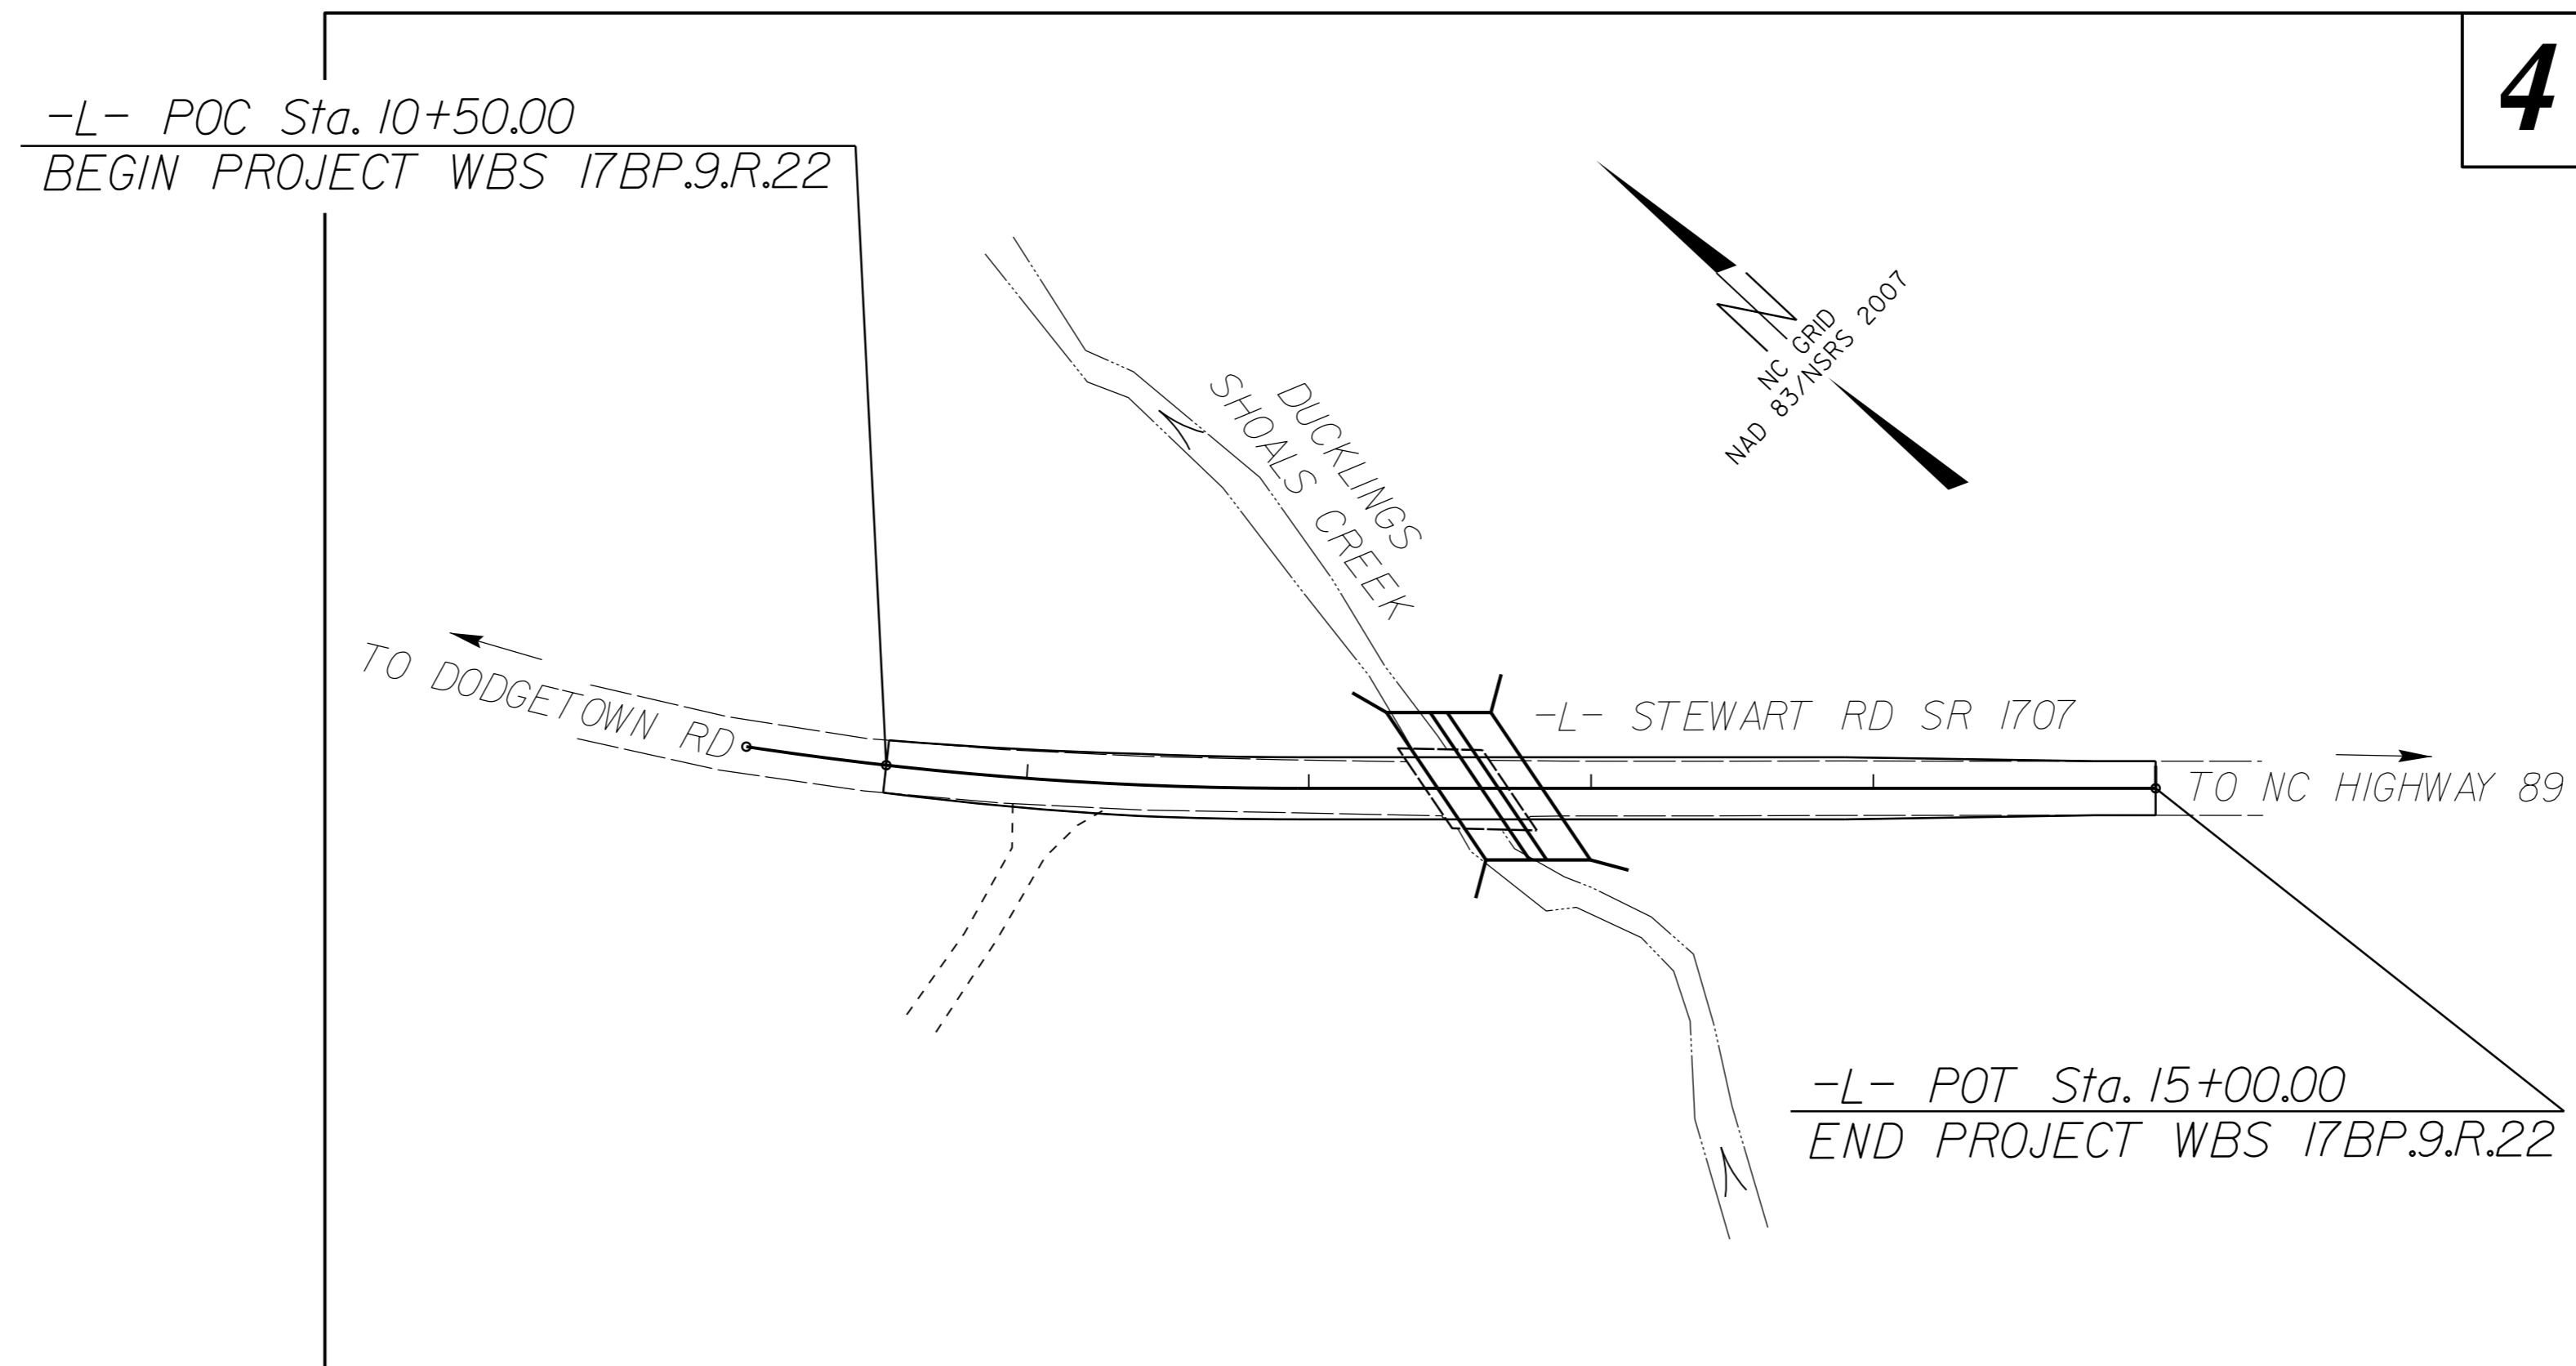 4
-L- POC Sta. 10+50.00
BEGIN PROJECT WBS 17BP.9.R.22
NC GRID
NAD 83/NSRS 2007
DUCKLINGS
SHOALS CREEK
TO DODGETOWN RD
-L- STEWART RD SR 1707
TO NC HIGHWAY 89
-L- POT Sta. 15+00.00
END PROJECT WBS 17BP.9.R.22